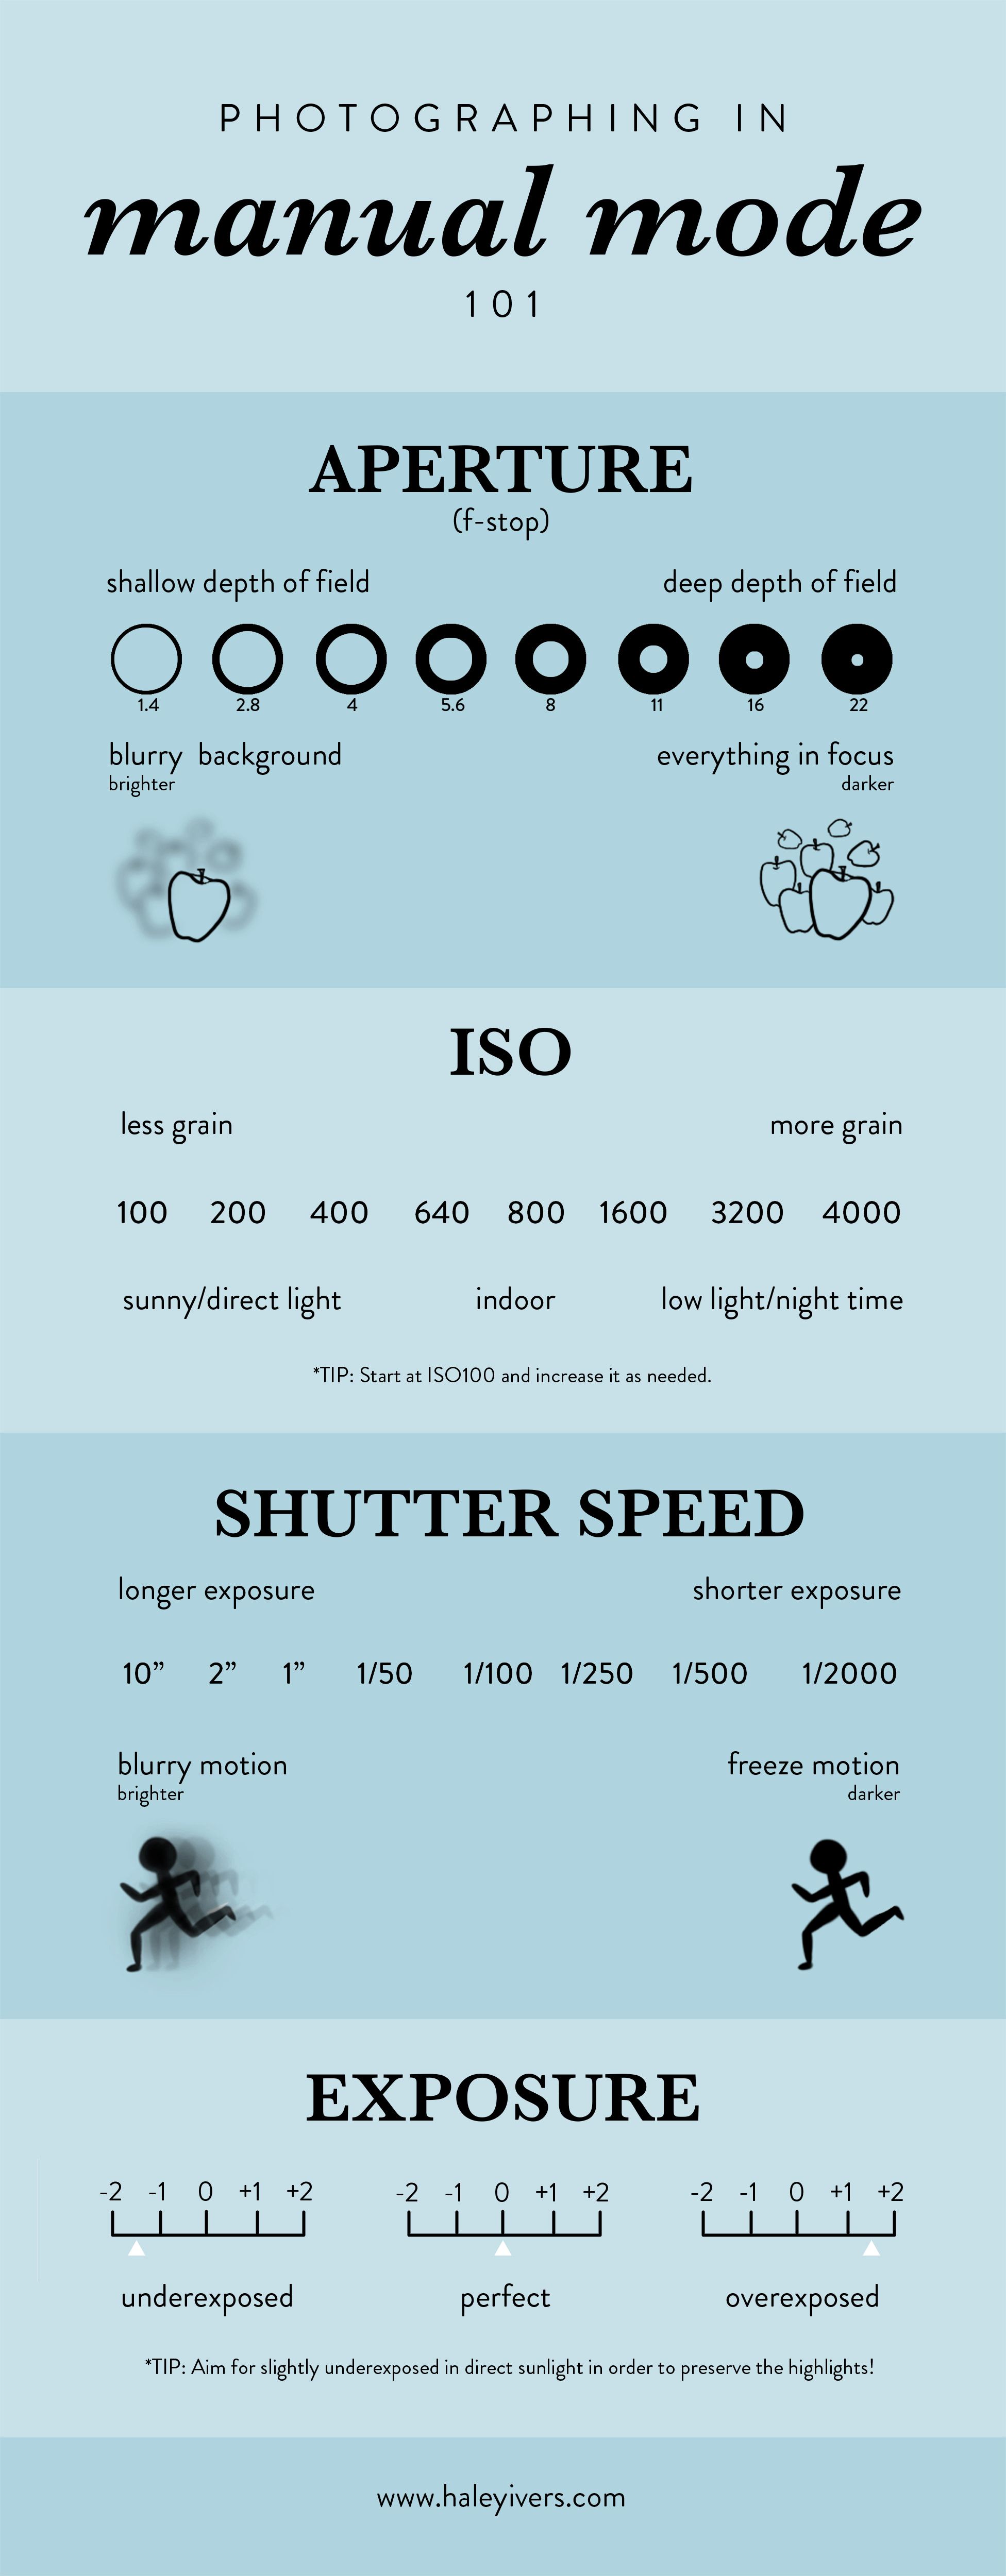 PHOTOGRAPHING IN
manual mode
101
APERTURE
(f-stop)
shallow depth of field deep depth of field
1.4 2.8 4 5.6 8 11 16 22
blurry background everything in focus
brighter darker
ISO
less grain more grain
100 200 400 640 800 1600 3200 4000
sunny/direct light indoor low light/night time
*TIP: Start at ISO100 and increase it as needed.
SHUTTER SPEED
longer exposure shorter exposure
10” 2” 1” 1/50 1/100 1/250 1/500 1/2000
blurry motion freeze motion
brighter darker
EXPOSURE
-2 -1 0 +1 +2 -2 -1 0 +1 +2 -2 -1 0 +1 +2
underexposed perfect overexposed
*TIP: Aim for slightly underexposed in direct sunlight in order to preserve the highlights!
www.haleyivers.com